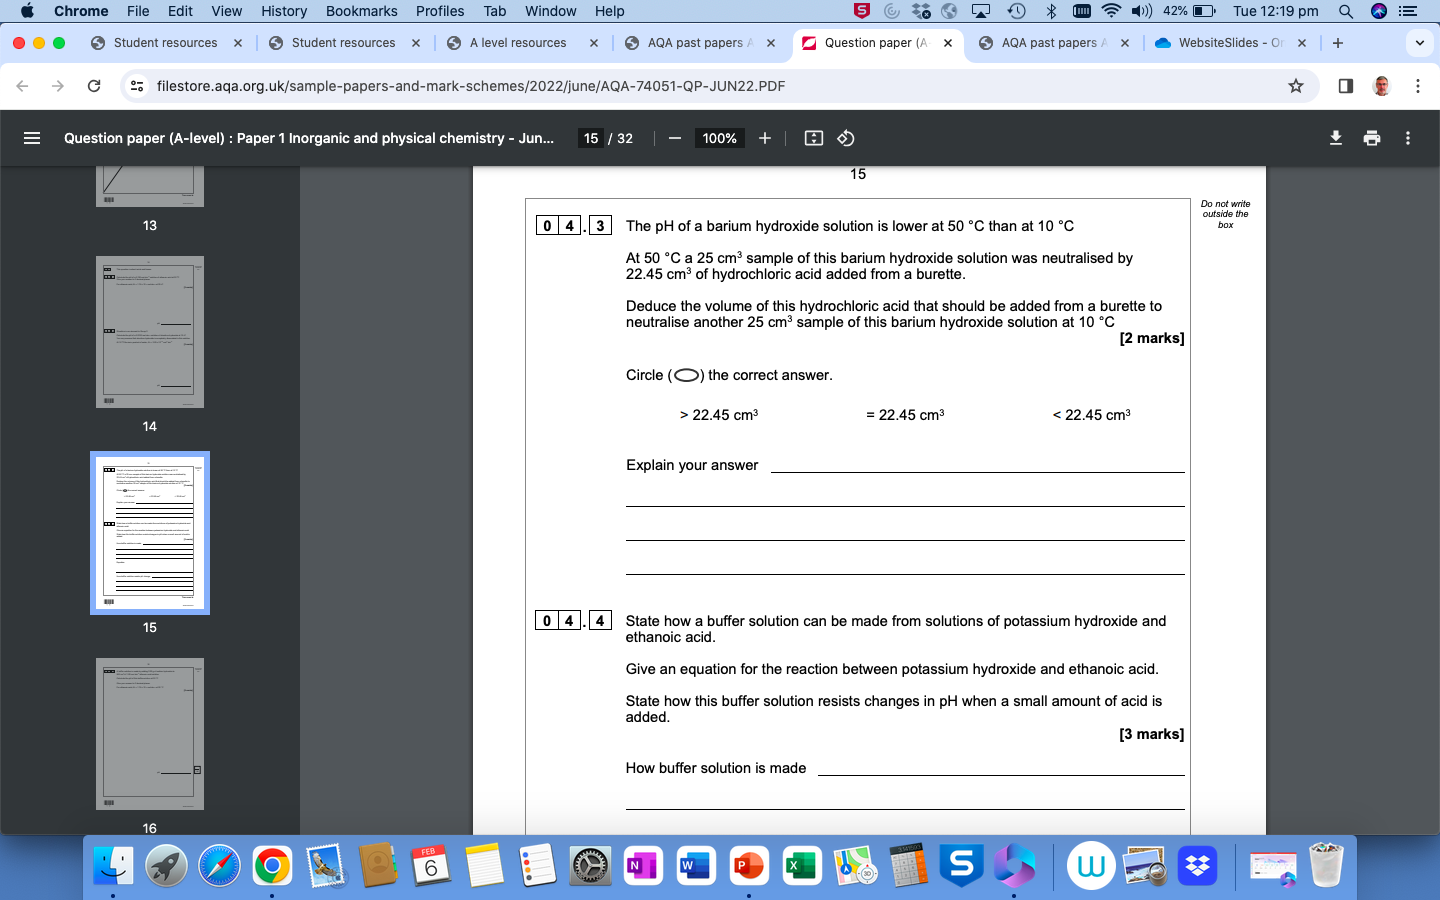 Chrome File Edit View History Bookmarks Profiles Tab Window Help 42% Tue 12:19 pm
Student resources Student resources A level resources AQA past papers A Question paper (A- AQA past papers A WebsiteSlides - Or
filestore.aqa.org.uk/sample-papers-and-mark-schemes/2022/june/AQA-74051-QP-JUN22.PDF
Question paper (A-level) : Paper 1 Inorganic and physical chemistry - Jun... 15 / 32 100%
13
14
15
16
15
Do not write
outside the
box
0 4 . 3 The pH of a barium hydroxide solution is lower at 50 °C than at 10 °C
At 50 °C a 25 cm³ sample of this barium hydroxide solution was neutralised by
22.45 cm³ of hydrochloric acid added from a burette.
Deduce the volume of this hydrochloric acid that should be added from a burette to
neutralise another 25 cm³ sample of this barium hydroxide solution at 10 °C
[2 marks]
Circle ( ) the correct answer.
> 22.45 cm³ = 22.45 cm³ < 22.45 cm³
Explain your answer
0 4 . 4 State how a buffer solution can be made from solutions of potassium hydroxide and
ethanoic acid.
Give an equation for the reaction between potassium hydroxide and ethanoic acid.
State how this buffer solution resists changes in pH when a small amount of acid is
added.
[3 marks]
How buffer solution is made
FEB
6